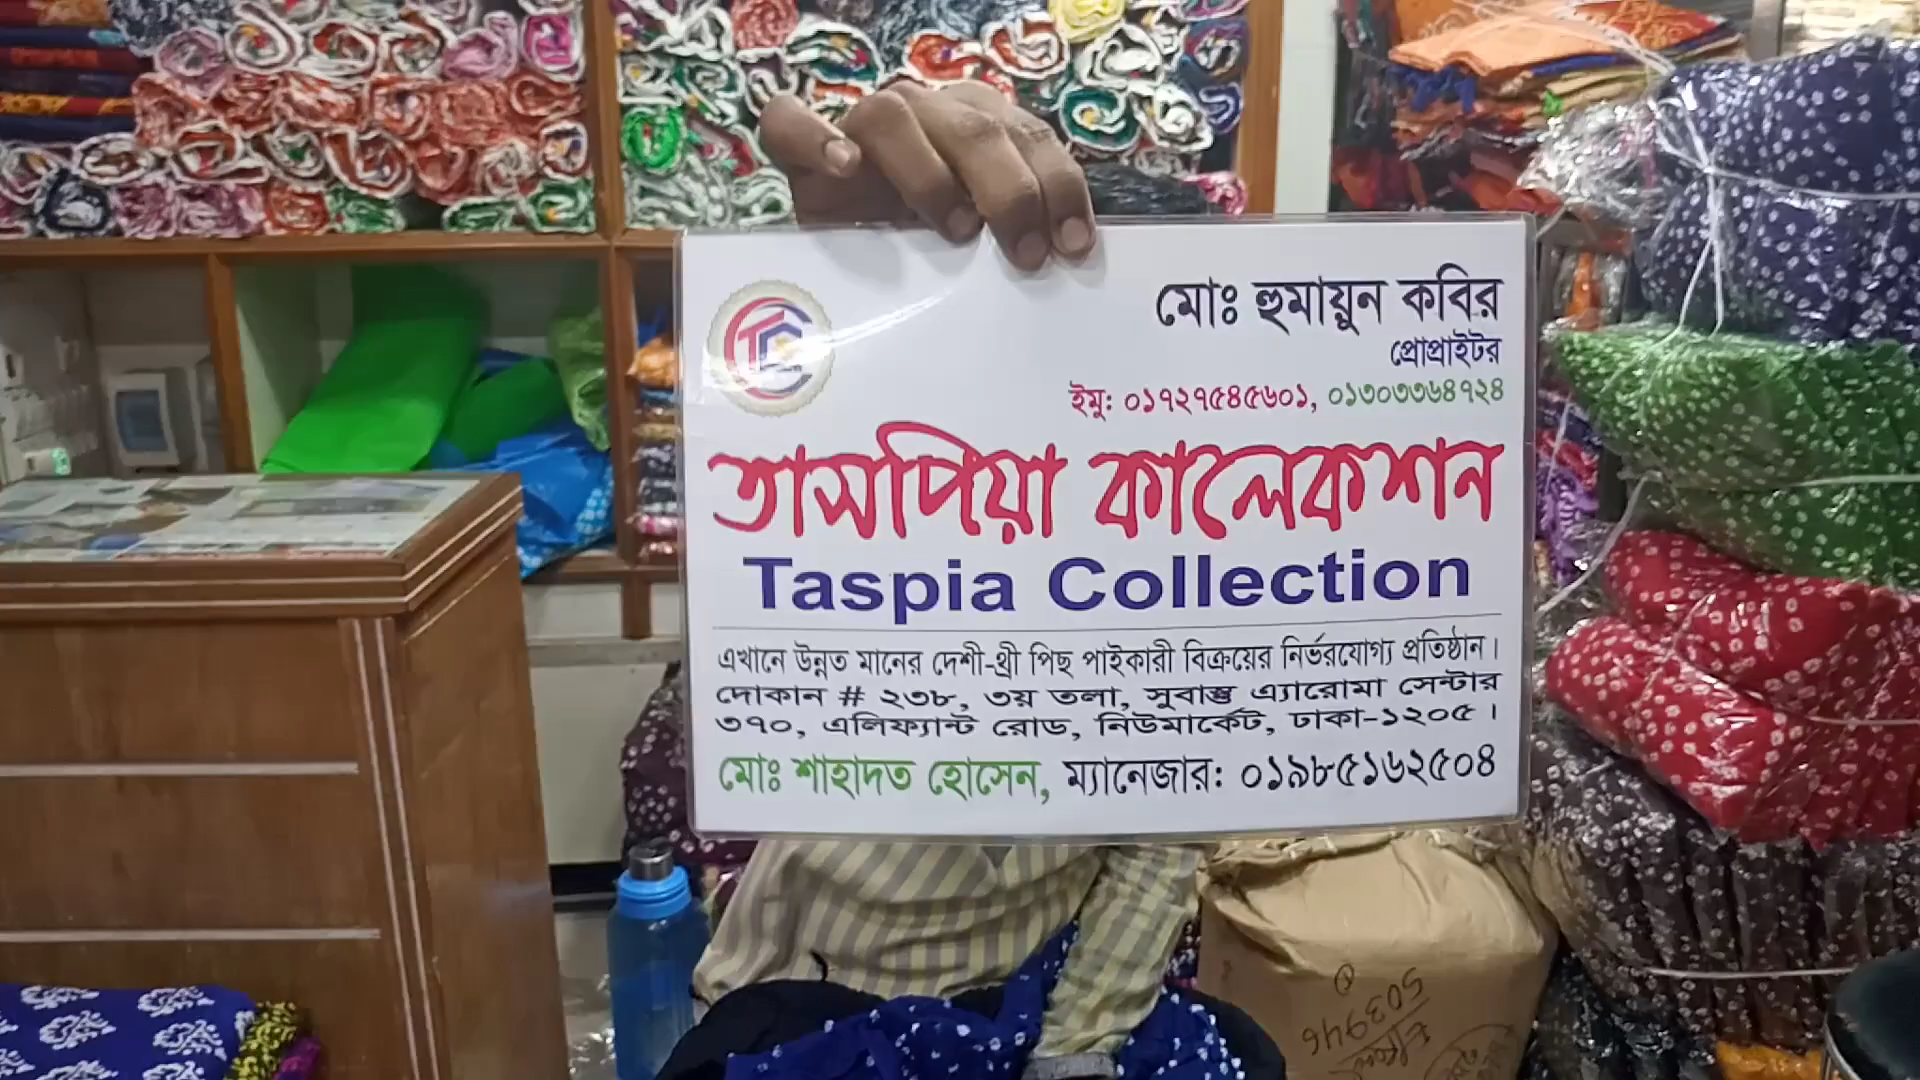 মোঃ হুমায়ুন কবির
প্রোপ্রাইটর
ইমু: ০১৭২৭৫৪৫৬০১, ০১৩০৩৩৬৪৭২৪
তাসপিয়া কালেকশন
Taspia Collection
এখানে উন্নত মানের দেশী-থ্রী পিছ পাইকারী বিক্রয়ের নির্ভরযোগ্য প্রতিষ্ঠান।
দোকান # ২৩৮, ৩য় তলা, সুবাস্তু এ্যারোমা সেন্টার
৩৭০, এলিফ্যান্ট রোড, নিউমার্কেট, ঢাকা-১২০৫।
মোঃ শাহাদত হোসেন, ম্যানেজার: ০১৯৮৫১৬২৫০৪